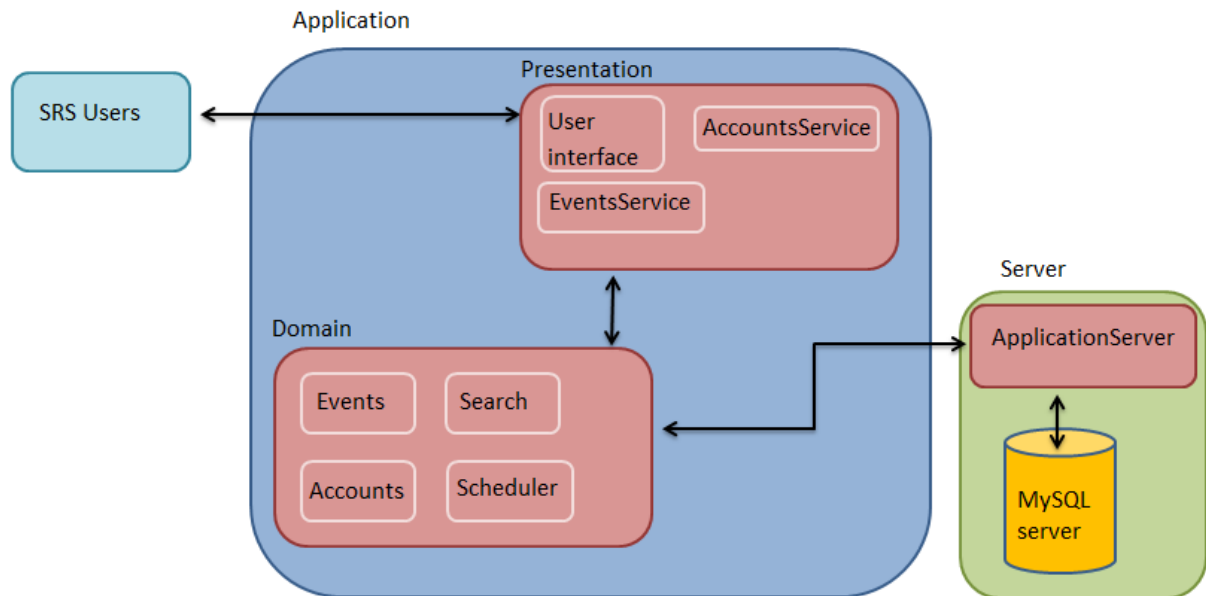 Application
Presentation
SRS Users
User
interface
AccountsService
EventsService
Server
ApplicationServer
MySQL
server
Domain
Events
Search
Accounts
Scheduler